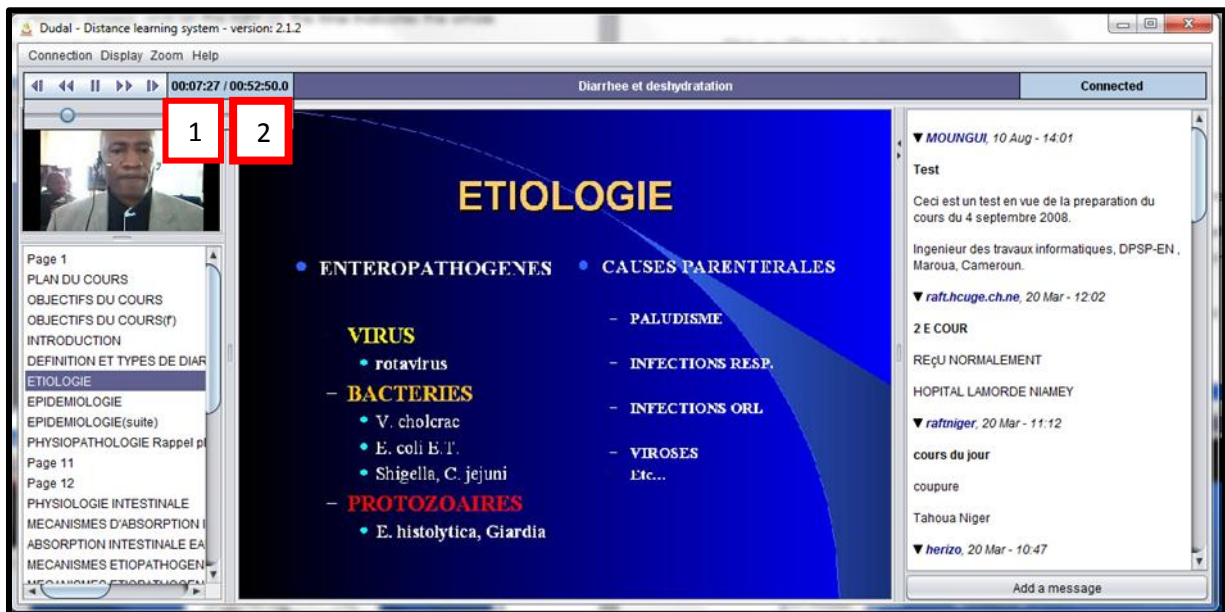 Dudal - Distance learning system - version: 2.1.2
Connection Display Zoom Help
00:07:27 / 00:52:50.0
Diarrhee et deshydratation
Connected
1
2
Page 1
PLAN DU COURS
OBJECTIFS DU COURS
OBJECTIFS DU COURS(f')
INTRODUCTION
DEFINITION ET TYPES DE DIAR
ETIOLOGIE
EPIDEMIOLOGIE
EPIDEMIOLOGIE(suite)
PHYSIOPATHOLOGIE Rappel pl
Page 11
Page 12
PHYSIOLOGIE INTESTINALE
MECANISMES D'ABSORPTION I
ABSORPTION INTESTINALE EA
MECANISMES ETIOPATHOGEN
ETIOLOGIE
ENTEROPATHOGENES
VIRUS
rotavirus
– BACTERIES
V. cholerae
E. coli E.T.
Shigella, C. jejuni
– PROTOZOAIRES
E. histolytica, Giardia
CAUSES PARENTERALES
– PALUDISME
– INFECTIONS RESP.
– INFECTIONS ORL
– VIROSES
Etc...
▼ MOUNGUI, 10 Aug - 14:01
Test
Ceci est un test en vue de la preparation du
cours du 4 septembre 2008.
Ingenieur des travaux informatiques, DPSP-EN ,
Maroua, Cameroun.
▼ raft.hcuge.ch.ne, 20 Mar - 12:02
2 E COUR
REçU NORMALEMENT
HOPITAL LAMORDE NIAMEY
▼ raftniger, 20 Mar - 11:12
cours du jour
coupure
Tahoua Niger
▼ herizo, 20 Mar - 10:47
Add a message